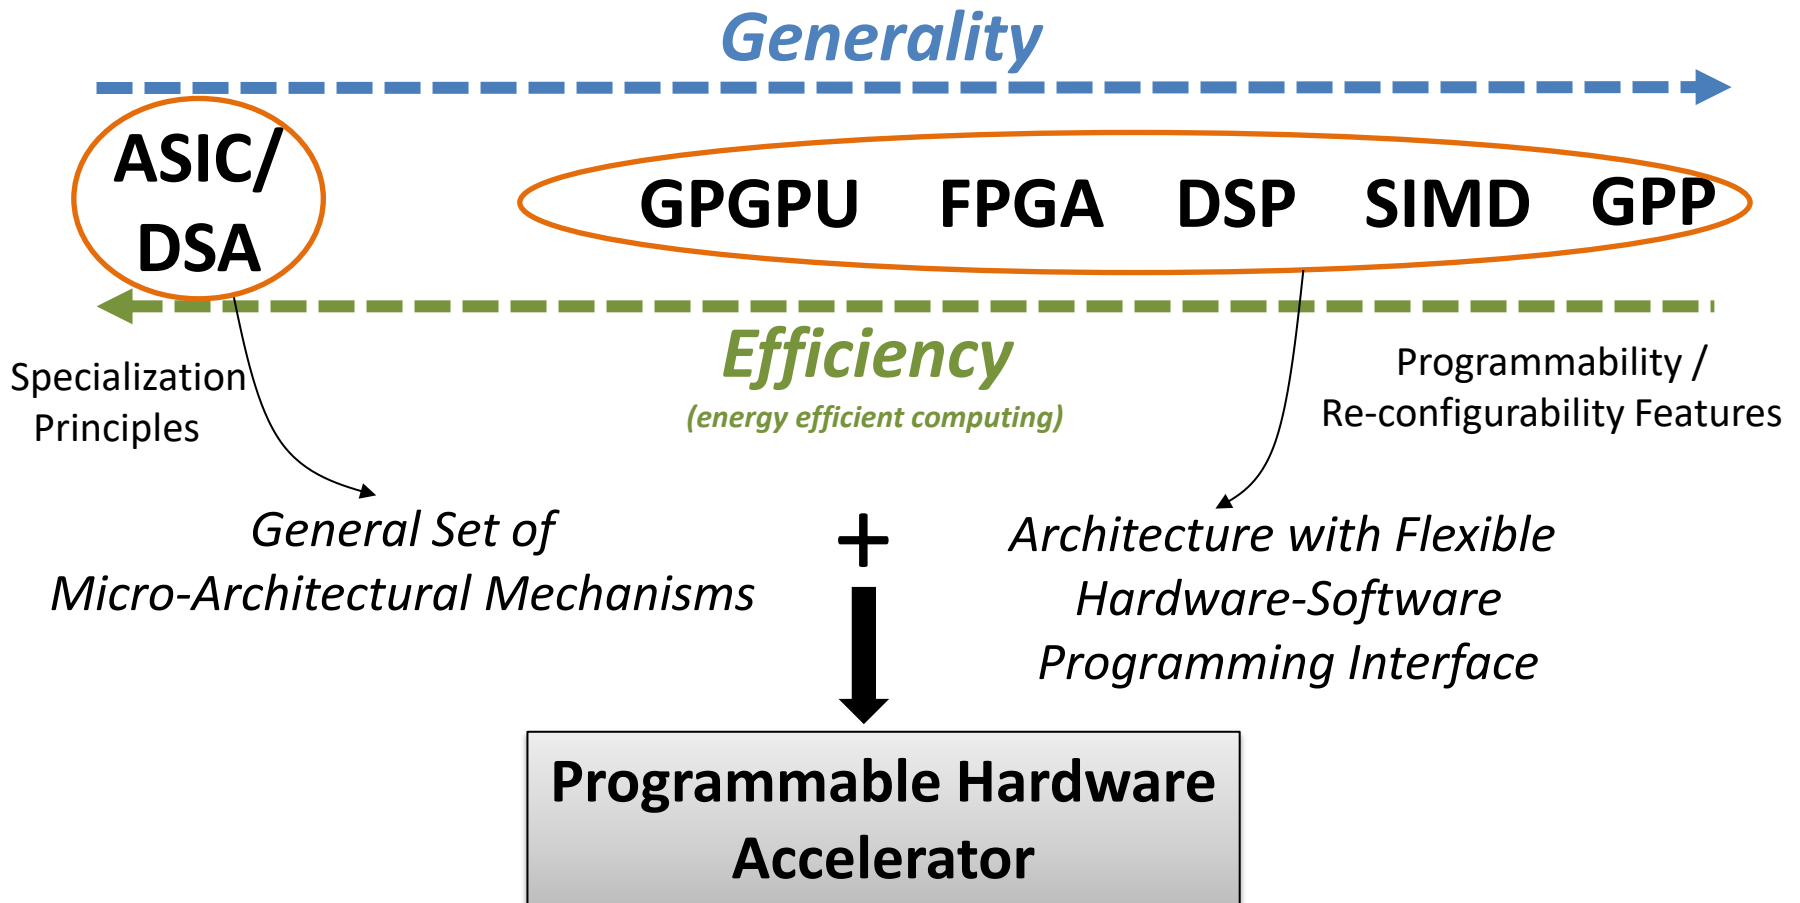 Generality
ASIC/
DSA
GPGPU FPGA DSP SIMD GPP
Efficiency
(energy efficient computing)
Specialization
Principles
Programmability /
Re-configurability Features
General Set of
Micro-Architectural Mechanisms
+
Architecture with Flexible
Hardware-Software
Programming Interface
Programmable Hardware
Accelerator